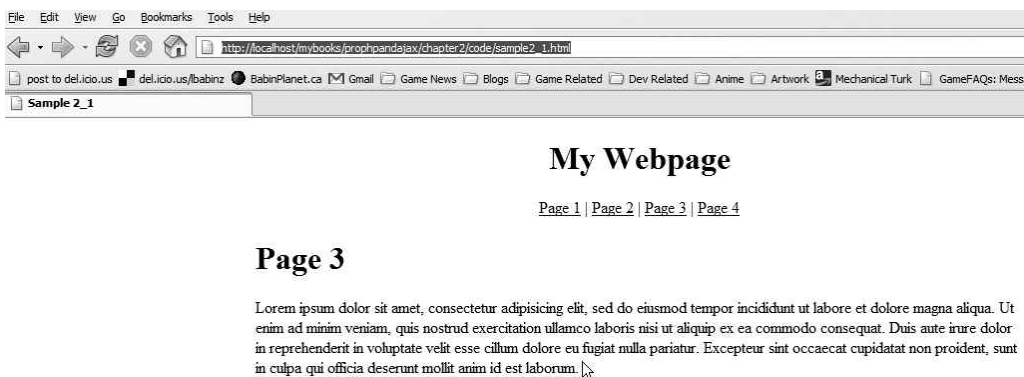 File Edit View Go Bookmarks Tools Help
http://localhost/mybooks/prophpandajax/chapter2/code/sample2_1.html
post to del.icio.us del.icio.us/babinz BabinPlanet.ca Gmail Game News Blogs Game Related Dev Related Anime Artwork Mechanical Turk GameFAQs: Mess
Sample 2_1
My Webpage
Page 1 | Page 2 | Page 3 | Page 4
Page 3
Lorem ipsum dolor sit amet, consectetur adipisicing elit, sed do eiusmod tempor incididunt ut labore et dolore magna aliqua. Ut
enim ad minim veniam, quis nostrud exercitation ullamco laboris nisi ut aliquip ex ea commodo consequat. Duis aute irure dolor
in reprehenderit in voluptate velit esse cillum dolore eu fugiat nulla pariatur. Excepteur sint occaecat cupidatat non proident, sunt
in culpa qui officia deserunt mollit anim id est laborum.